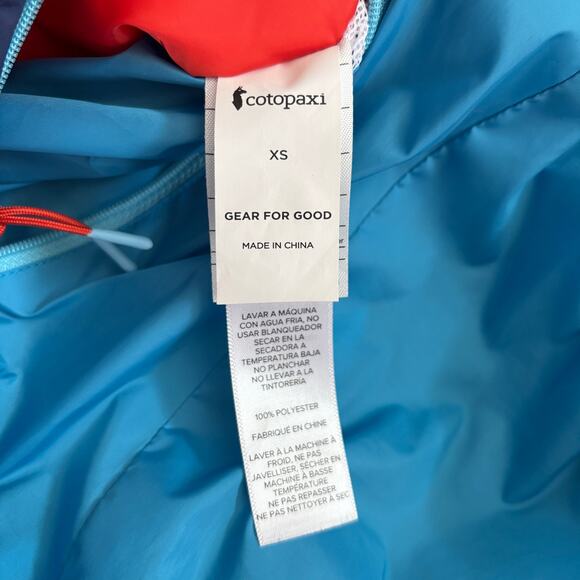 cotopaxi
XS
GEAR FOR GOOD
MADE IN CHINA
er
LAVAR A MÁQUINA
CON AGUA FRIA, NO
USAR BLANQUEADOR
SECAR EN LA
SECADORA A
TEMPERATURA BAJA
NO PLANCHAR
NO LLEVAR A LA
TINTORERÍA
100% POLYESTER
FABRIQUÉ EN CHINE
LAVER À LA MACHINE À
FROID, NE PAS
JAVELLISER, SÉCHER EN
MACHINE À BASSE
TEMPÉRATURE
NE PAS REPASSER
NE PAS NETTOYER À SEC